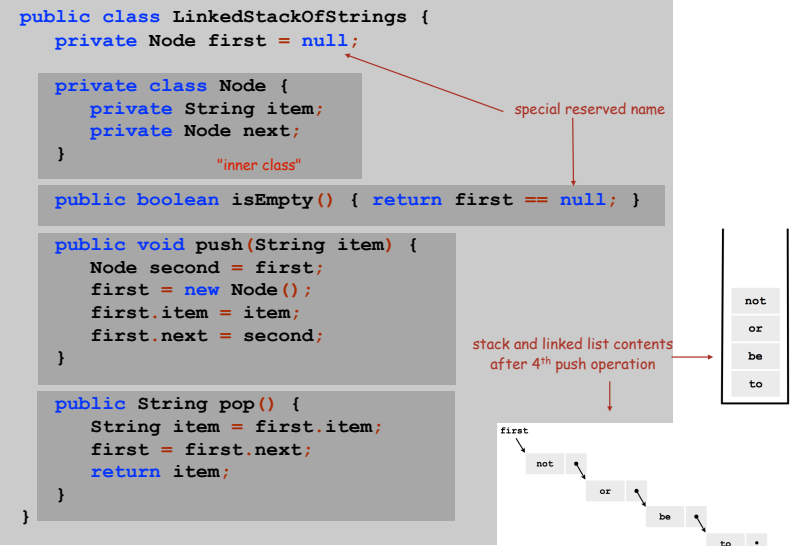 public class LinkedStackOfStrings {
private Node first = null;
private class Node {
private String item;
private Node next;
}
"inner class"
special reserved name
public boolean isEmpty() { return first == null; }
public void push(String item) {
Node second = first;
first = new Node();
first.item = item;
first.next = second;
}
stack and linked list contents
after 4th push operation
not
or
be
to
public String pop() {
String item = first.item;
first = first.next;
return item;
}
}
first
not
or
be
to